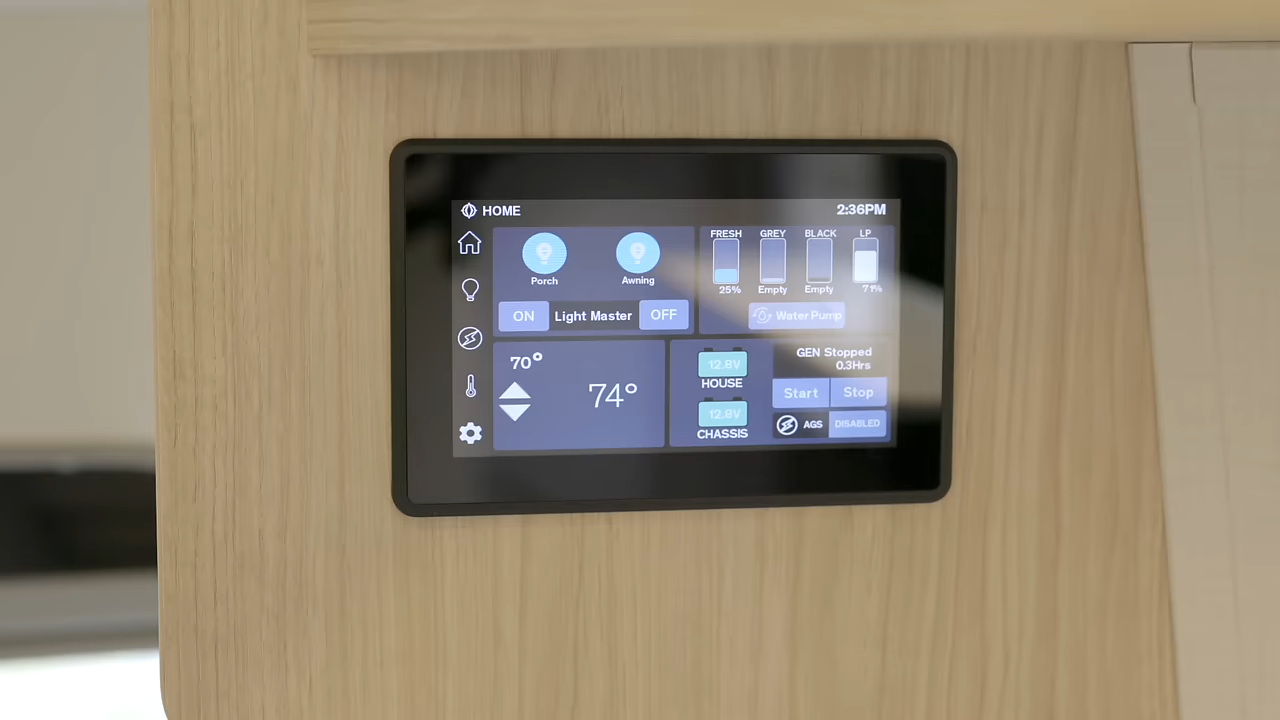 HOME
2:36PM
Porch
Awning
ON
Light Master
OFF
FRESH
GREY
BLACK
LP
25%
Empty
Empty
71%
Water Pump
70°
74°
12.8V
HOUSE
12.8V
CHASSIS
GEN Stopped
0.3Hrs
Start
Stop
AGS
DISABLED